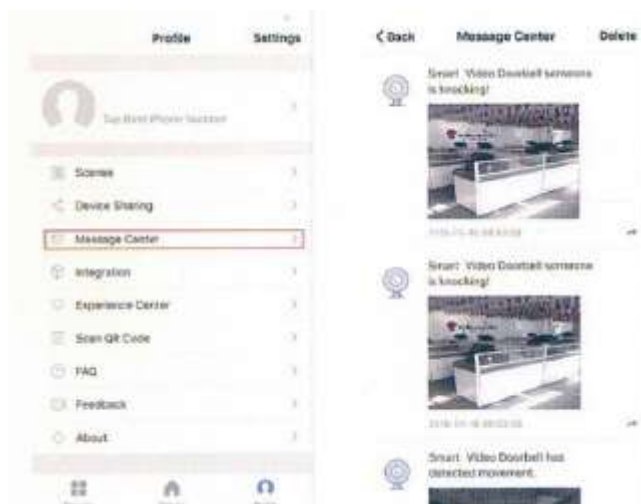 Profile
Settings
Scenes
Device Sharing
Message Center
Integration
Experience Center
Scan QR Code
FAQ
Feedback
About
Back
Message Center
Delete
Smart Video Doorbell someone
is knocking!
Smart Video Doorbell someone
is knocking!
Smart Video Doorbell has
detected movement.